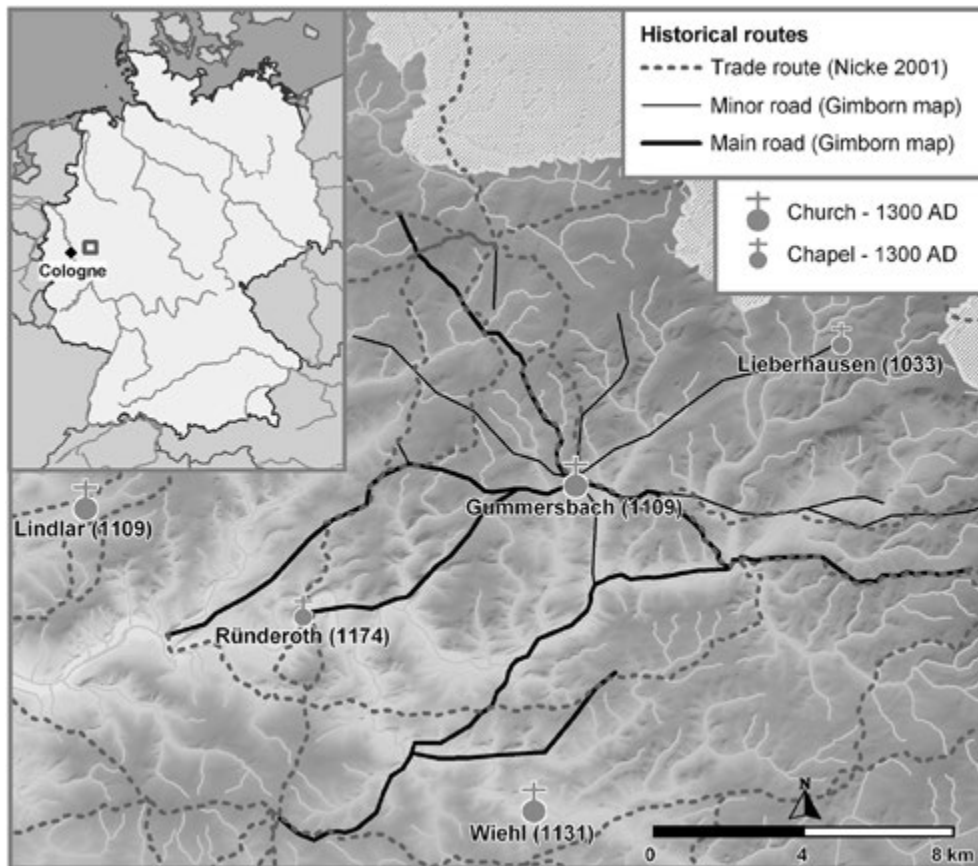 Historical routes
Trade route (Nicke 2001)
Minor road (Gimborn map)
Main road (Gimborn map)
Church - 1300 AD
Chapel - 1300 AD
Cologne
Lieberhausen (1033)
Gummersbach (1109)
Lindlar (1109)
Ründeroth (1174)
Wiehl (1131)
N
0 4 8 km